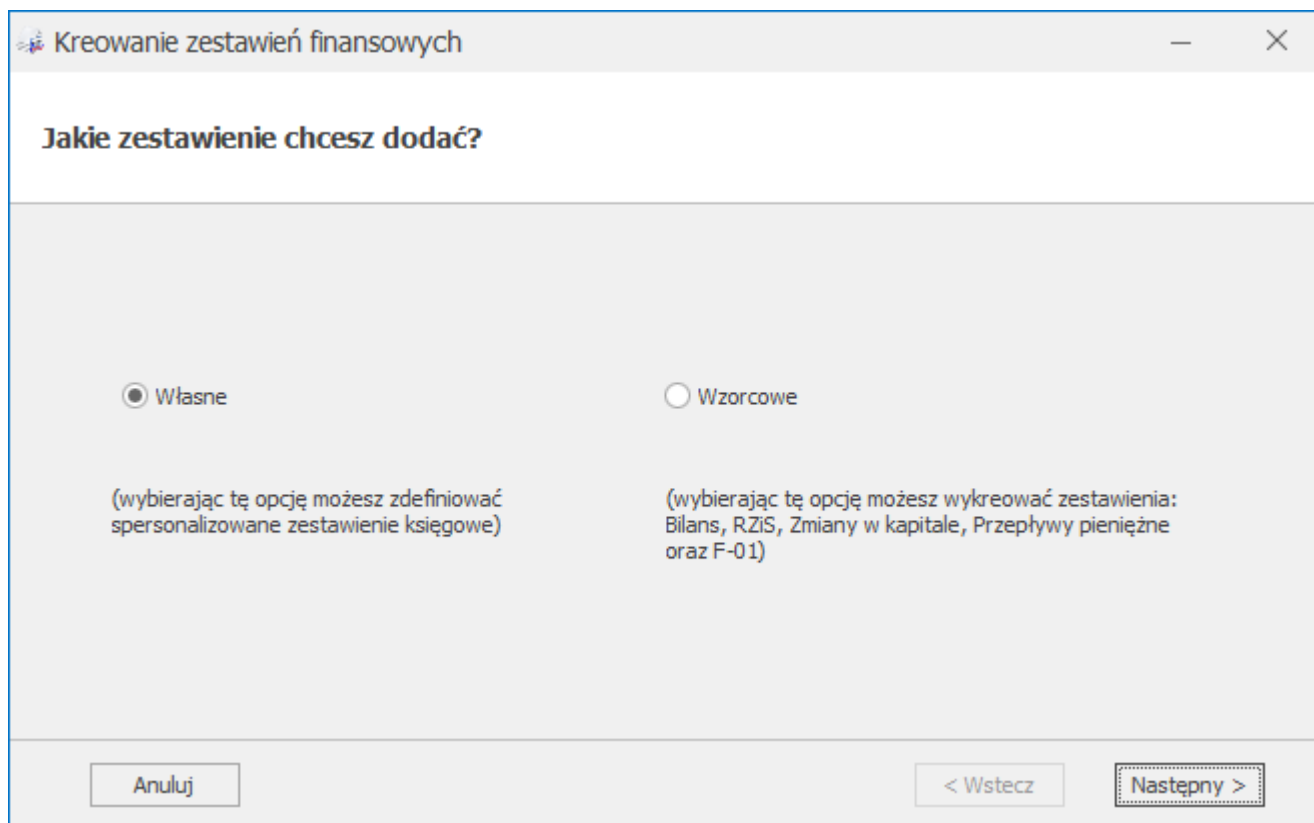 Kreowanie zestawień finansowych
Jakie zestawienie chcesz dodać?
Własne
Wzorcowe
(wybierając tę opcję możesz zdefiniować
spersonalizowane zestawienie księgowe)
(wybierając tę opcję możesz wykreować zestawienia:
Bilans, RZiS, Zmiany w kapitale, Przepływy pieniężne
oraz F-01)
Anuluj
< Wstecz
Następny >